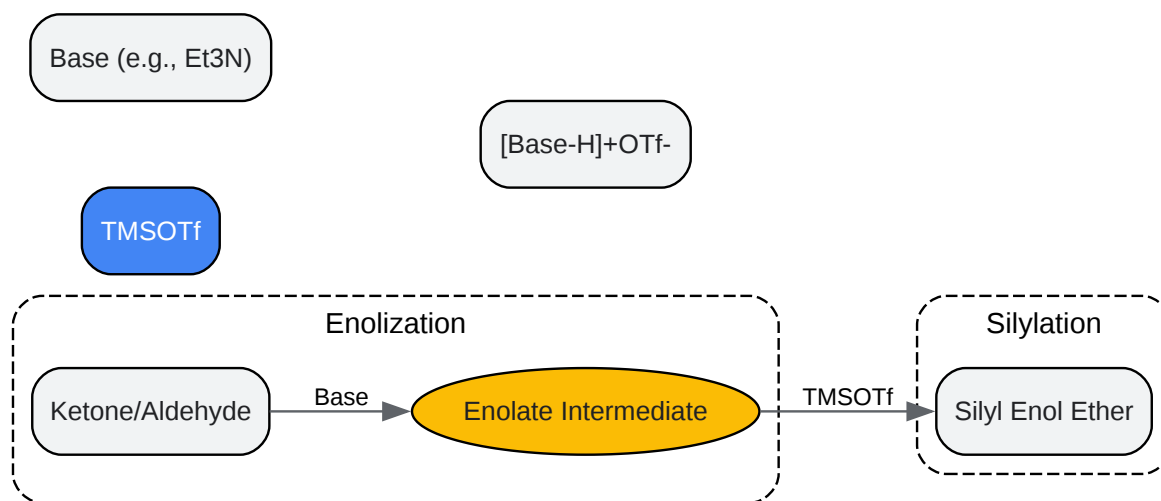 Base (e.g., Et3N)
[Base-H]+OTf-
TMSOTf
Enolization
Silylation
Ketone/Aldehyde
Base
Enolate Intermediate
TMSOTf
Silyl Enol Ether